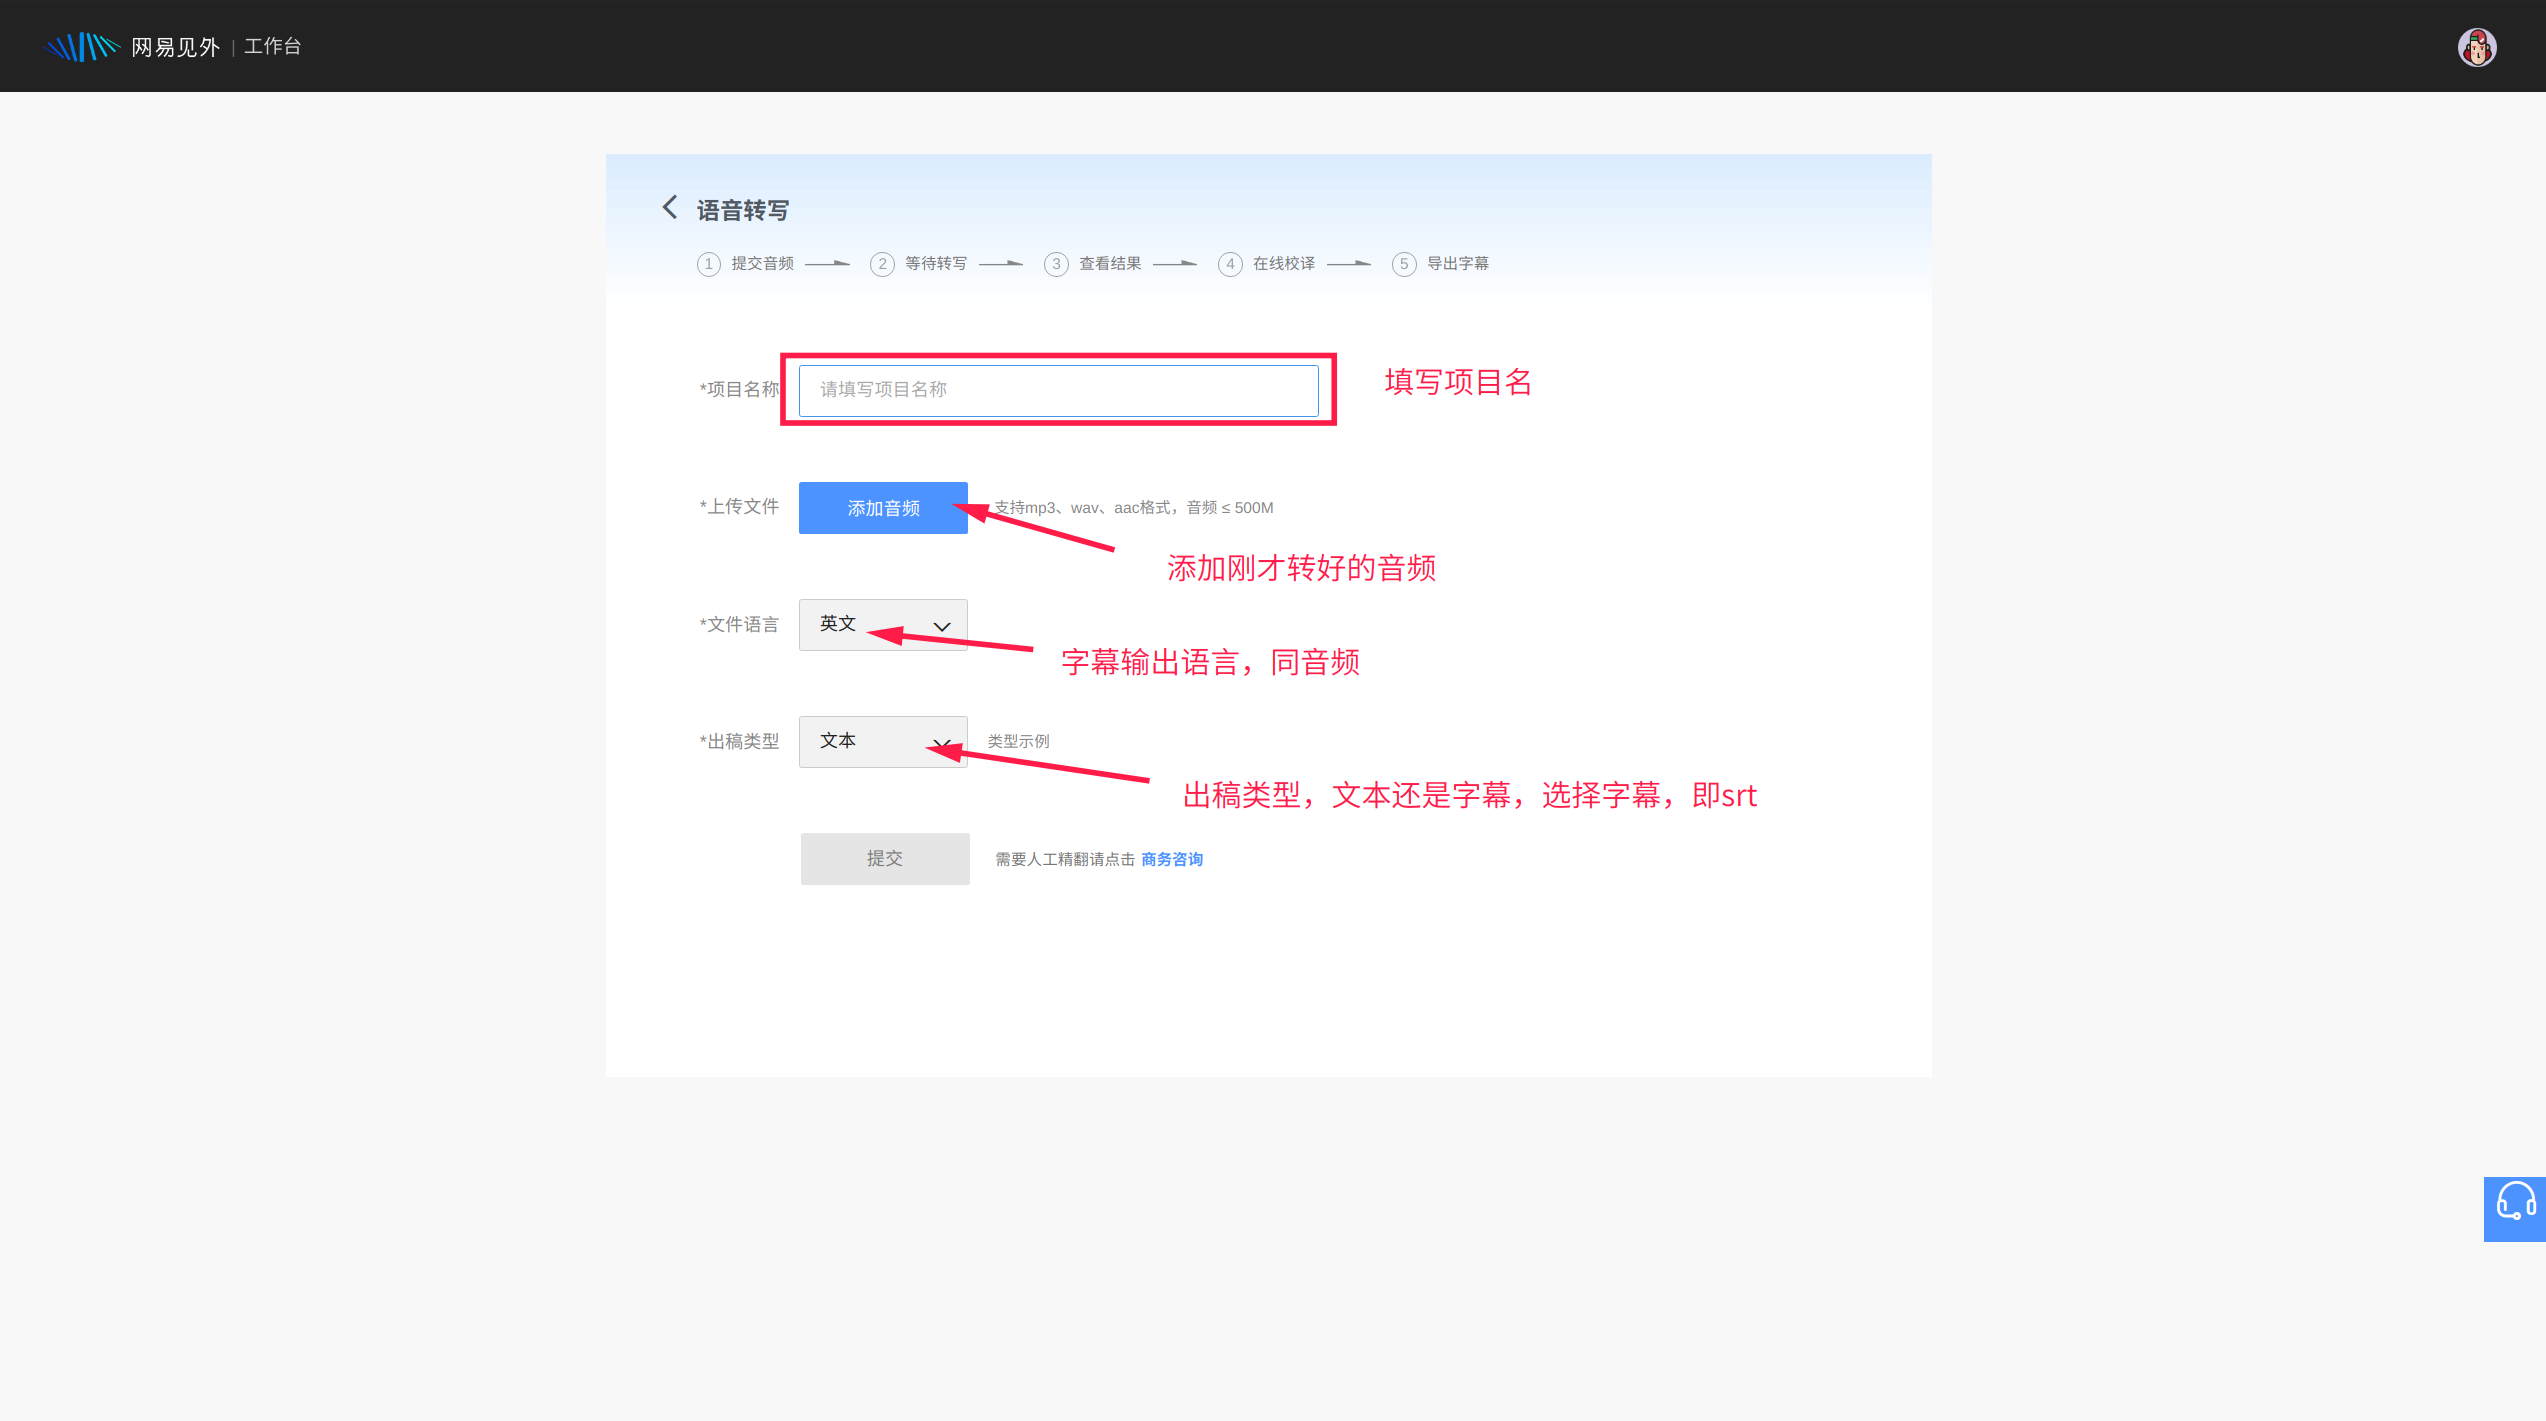 网易见外 | 工作台
语音转写
1 提交音频 2 等待转写 3 查看结果 4 在线校译 5 导出字幕
*项目名称 请填写项目名称 填写项目名
*上传文件 添加音频 支持mp3、wav、aac格式，音频 ≤ 500M
添加刚才转好的音频
*文件语言 英文
字幕输出语言，同音频
*出稿类型 文本 类型示例
出稿类型，文本还是字幕，选择字幕，即srt
提交 需要人工精翻请点击 商务咨询